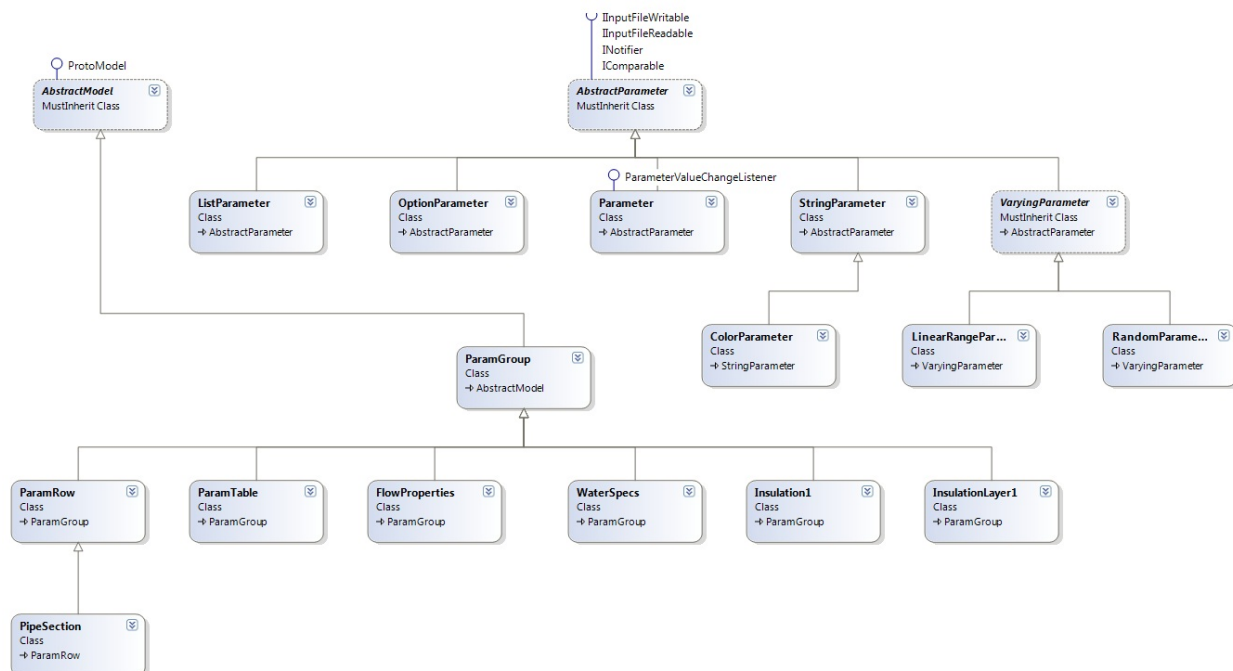 IInputFileWritable
IInputFileReadable
INotifier
IComparable
ProtoModel
AbstractModel
MustInherit Class
AbstractParameter
MustInherit Class
ParameterValueChangeListener
ListParameter
Class
AbstractParameter
OptionParameter
Class
AbstractParameter
Parameter
Class
AbstractParameter
StringParameter
Class
AbstractParameter
VaryingParameter
MustInherit Class
AbstractParameter
ColorParameter
Class
StringParameter
LinearRangePar...
Class
VaryingParameter
RandomParame...
Class
VaryingParameter
ParamGroup
Class
AbstractModel
ParamRow
Class
ParamGroup
ParamTable
Class
ParamGroup
FlowProperties
Class
ParamGroup
WaterSpecs
Class
ParamGroup
Insulation1
Class
ParamGroup
InsulationLayer1
Class
ParamGroup
PipeSection
Class
ParamRow